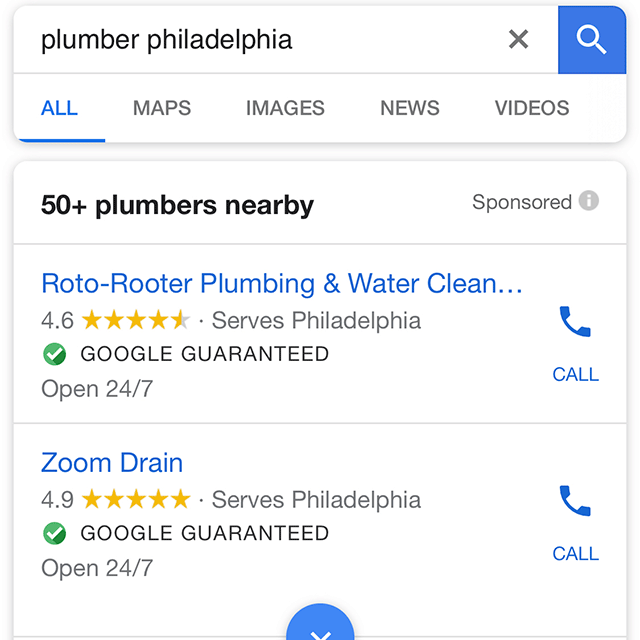 plumber philadelphia
ALL MAPS IMAGES NEWS VIDEOS
50+ plumbers nearby Sponsored
Roto-Rooter Plumbing & Water Clean…
4.6 · Serves Philadelphia
GOOGLE GUARANTEED
Open 24/7
CALL
Zoom Drain
4.9 · Serves Philadelphia
GOOGLE GUARANTEED
Open 24/7
CALL